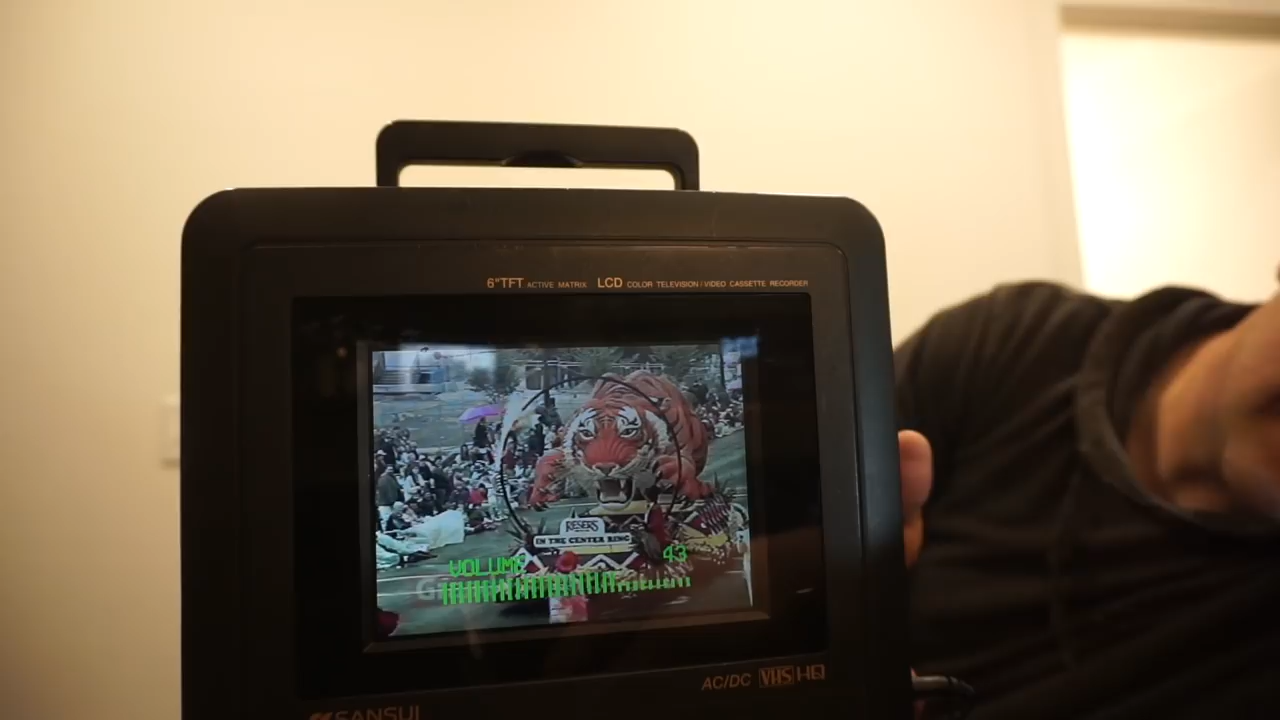 6"TFT ACTIVE MATRIX LCD COLOR TELEVISION/VIDEO CASSETTE RECORDER
RESER'S
IN THE CENTER RING
VOLUME 43
G
AC/DC VHS HQ
SANSUI